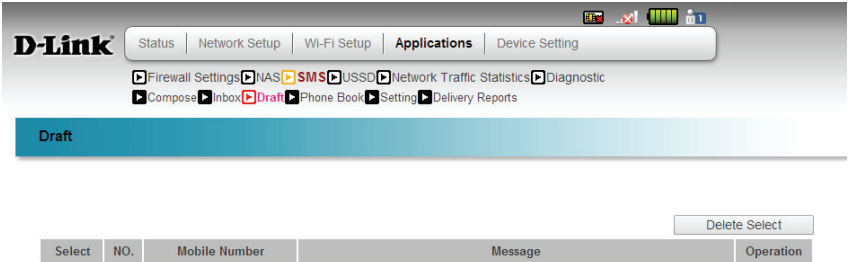 D-Link
Status Network Setup Wi-Fi Setup Applications Device Setting
Firewall Settings NAS SMS USSD Network Traffic Statistics Diagnostic
Compose Inbox Draft Phone Book Setting Delivery Reports
Draft
Delete Select
Select NO. Mobile Number Message Operation